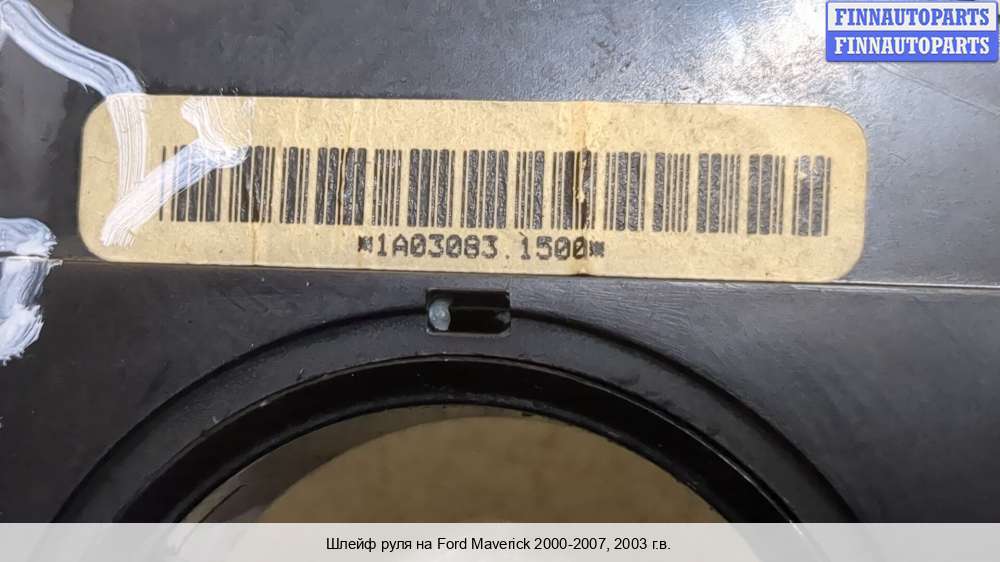 FINNAUTOPARTS
FINNAUTOPARTS
*1A03083.1500*
Шлейф руля на Ford Maverick 2000-2007, 2003 г.в.